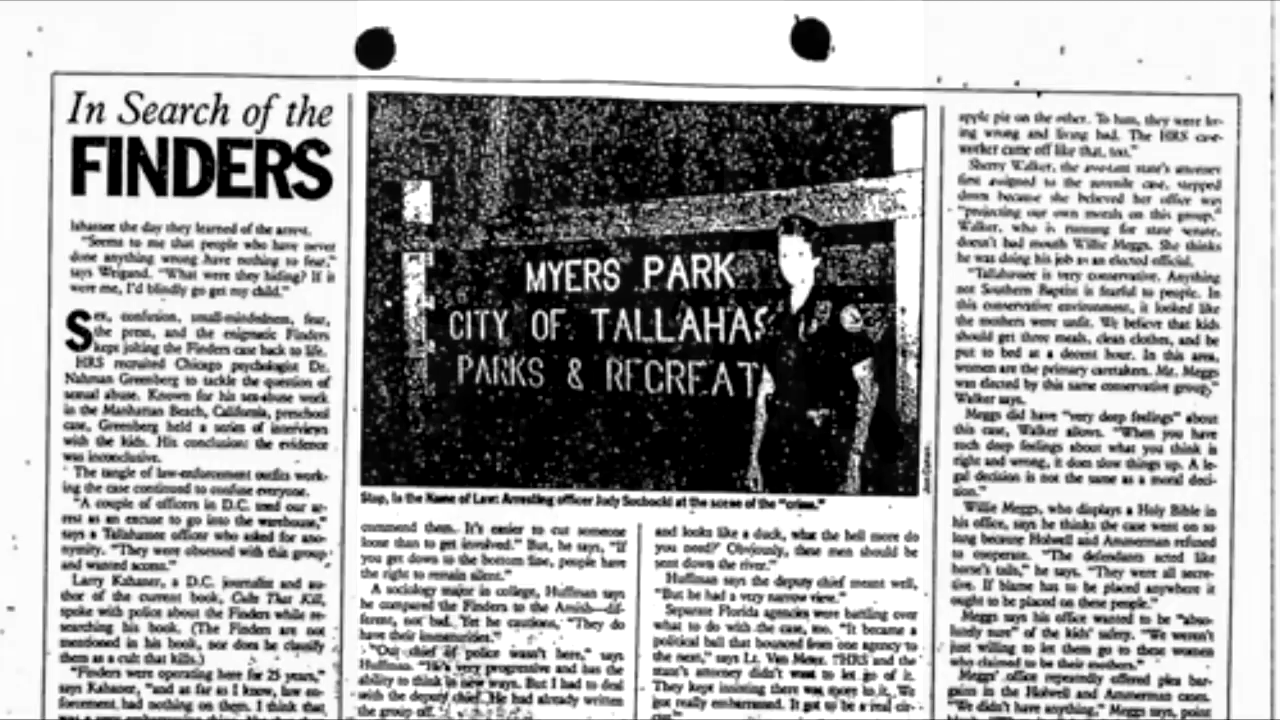 In Search of the
FINDERS
lahassee the day they learned of the arrest.
"Seems to me that people who have never
done anything wrong have nothing to fear,"
says Weigand. "What were they hiding? If it
were me, I'd blindly go get my child."
Sex, confusion, small-mindedness, fear,
the press, and the enigmatic Finders
kept jolting the Finders case back to life.
HRS recruited Chicago psychologist Dr.
Nahman Greenberg to tackle the question of
sexual abuse. Known for his sex-abuse work
in the Manhattan Beach, California, preschool
case, Greenberg held a series of interviews
with the kids. His conclusion: the evidence
was inconclusive.
The tangle of law-enforcement outfits work-
ing the case continued to confuse everyone.
"A couple of officers in D.C. used our ar-
rest as an excuse to go into the warehouse,"
says a Tallahassee officer who asked for ano-
nymity. "They were obsessed with this group
and wanted access."
Larry Kahaner, a D.C. journalist and au-
thor of the current book, Cults That Kill,
spoke with police about the Finders while re-
searching his book. (The Finders are not
mentioned in his book, nor does he classify
them as a cult that kills.)
"Finders were operating here for 25 years,"
says Kahaner, "and as far as I know, law en-
forcement had nothing on them. I think that
MYERS PARK
CITY OF TALLAHAS
PARKS & RECREAT
Stop, in the Name of Law: Arresting officer Judy Suchocki at the scene of the "crime."
commend them. It's easier to cut someone
loose than to get involved." But, he says, "If
you get down to the bottom line, people have
the right to remain silent."
A sociology major in college, Huffman says
he compared the Finders to the Amish—dif-
ferent, not bad. Yet he cautions, "They do
have their immunities."
"Our chief of police wasn't here," says
Huffman. "He's very progressive and has the
ability to think new ways. But I had to deal
with the deputy chief. He had already written
the group off.
and looks like a duck, what the hell more do
you need?' Obviously, these men should be
sent down the river."
Huffman says the deputy chief meant well,
"But he had a very narrow view."
Separate Florida agencies were battling over
what to do with the case, too. "It became a
political ball that bounced from one agency to
the next," says Lt. Van Meter. "HRS and the
state's attorney didn't want to let go of it.
They kept insisting there was more to it. We
got really embarrassed. It got to be a real cir-
cus."
apple pie on the other. To him, they were liv-
ing wrong and living bad. The HRS case-
worker came off like that, too."
Sherry Walker, the assistant state's attorney
first assigned to the juvenile case, stepped
down because she believed her office was
"projecting our own morals on this group."
Walker, who is running for state senate,
doesn't bad mouth Willie Meggs. She thinks
he was doing his job as an elected official.
"Tallahassee is very conservative. Anything
not Southern Baptist is fearful to people. In
this conservative environment, it looked like
the mothers were unfit. We believe that kids
should get three meals, clean clothes, and be
put to bed at a decent hour. In this area,
women are the primary caretakers. Mr. Meggs
was elected by this same conservative group,"
Walker says.
Meggs did have "very deep feelings" about
this case, Walker allows. "When you have
such deep feelings about what you think is
right and wrong, it does slow things up. A le-
gal decision is not the same as a moral deci-
sion."
Willie Meggs, who displays a Holy Bible in
his office, says he thinks the case went on so
long because Holwell and Ammerman refused
to cooperate. "The defendants acted like
horse's tails," he says. "They were all secre-
tive. If blame has to be placed anywhere it
ought to be placed on these people."
Meggs says his office wanted to be "abso-
lutely sure" of the kids' safety. "We weren't
just willing to let them go to these women
who claimed to be their mothers."
Meggs' office repeatedly offered plea bar-
gains in the Holwell and Ammerman cases.
"We didn't have anything," Meggs says, point